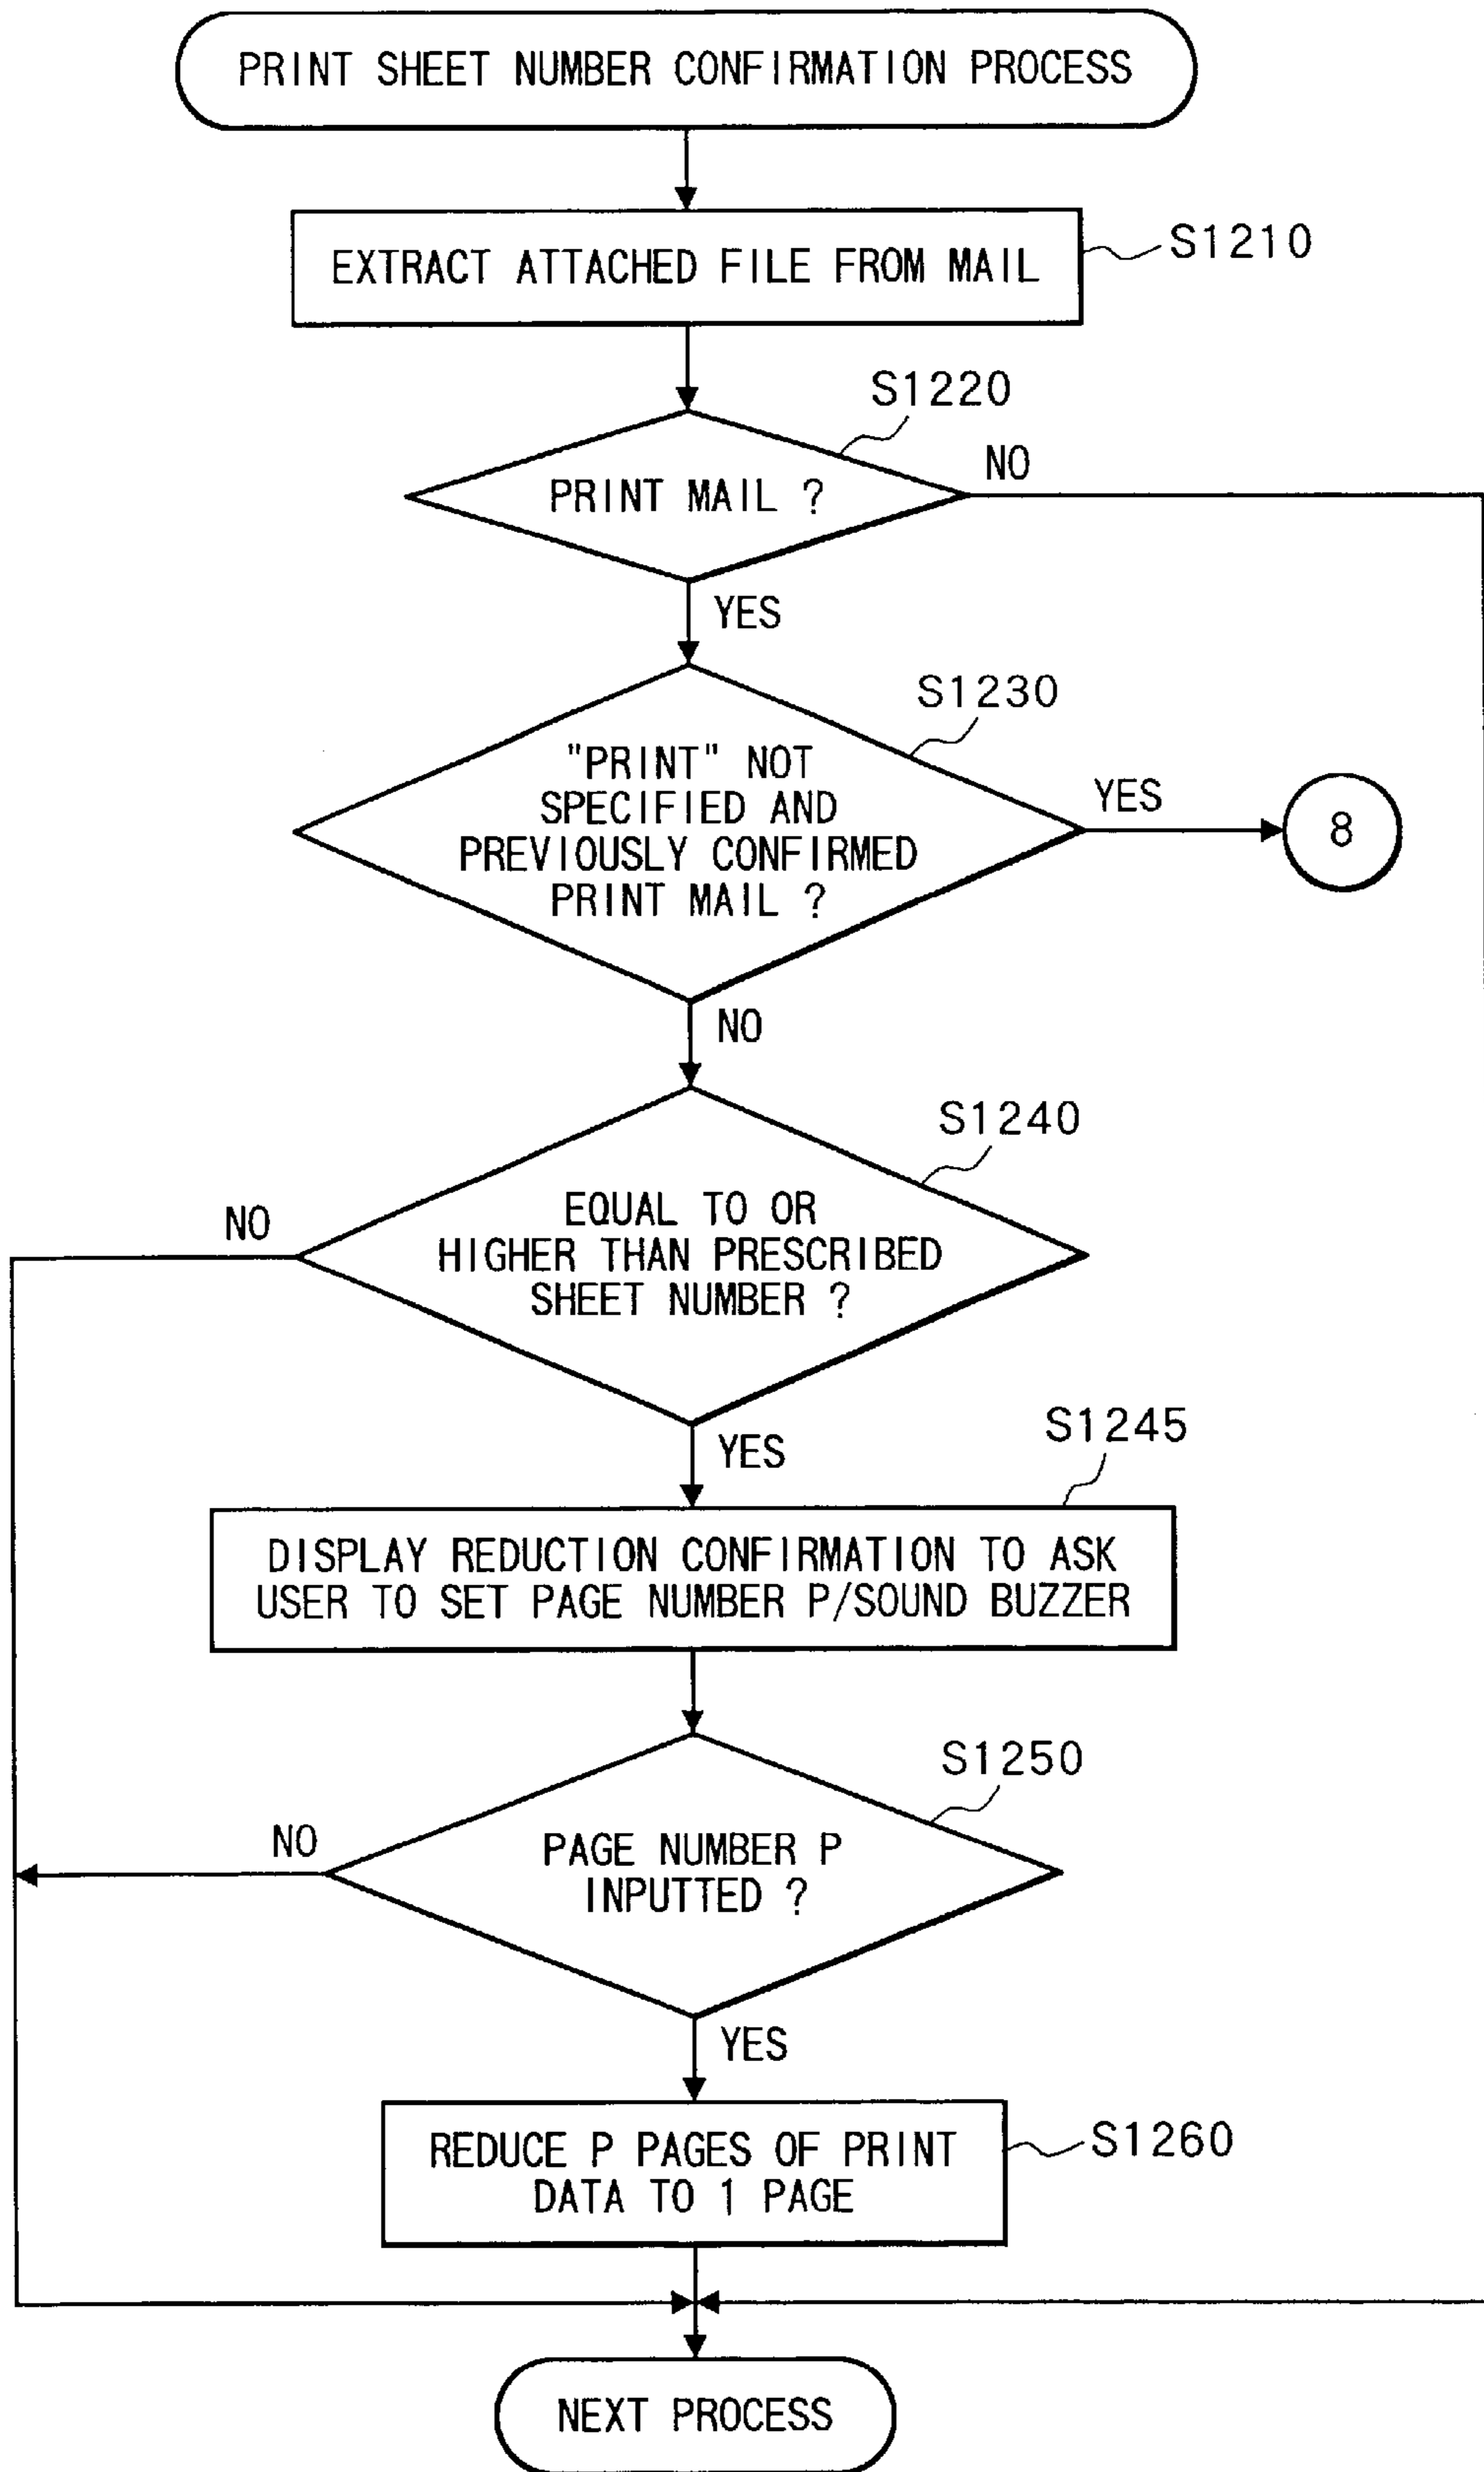 PRINT SHEET NUMBER CONFIRMATION PROCESS
EXTRACT ATTACHED FILE FROM MAIL
S1210
S1220
PRINT MAIL ?
NO
YES
S1230
"PRINT" NOT
SPECIFIED AND
PREVIOUSLY CONFIRMED
PRINT MAIL ?
YES
8
NO
S1240
EQUAL TO OR
HIGHER THAN PRESCRIBED
SHEET NUMBER ?
NO
YES
S1245
DISPLAY REDUCTION CONFIRMATION TO ASK
USER TO SET PAGE NUMBER P/SOUND BUZZER
S1250
PAGE NUMBER P
INPUTTED ?
NO
YES
REDUCE P PAGES OF PRINT
DATA TO 1 PAGE
S1260
NEXT PROCESS